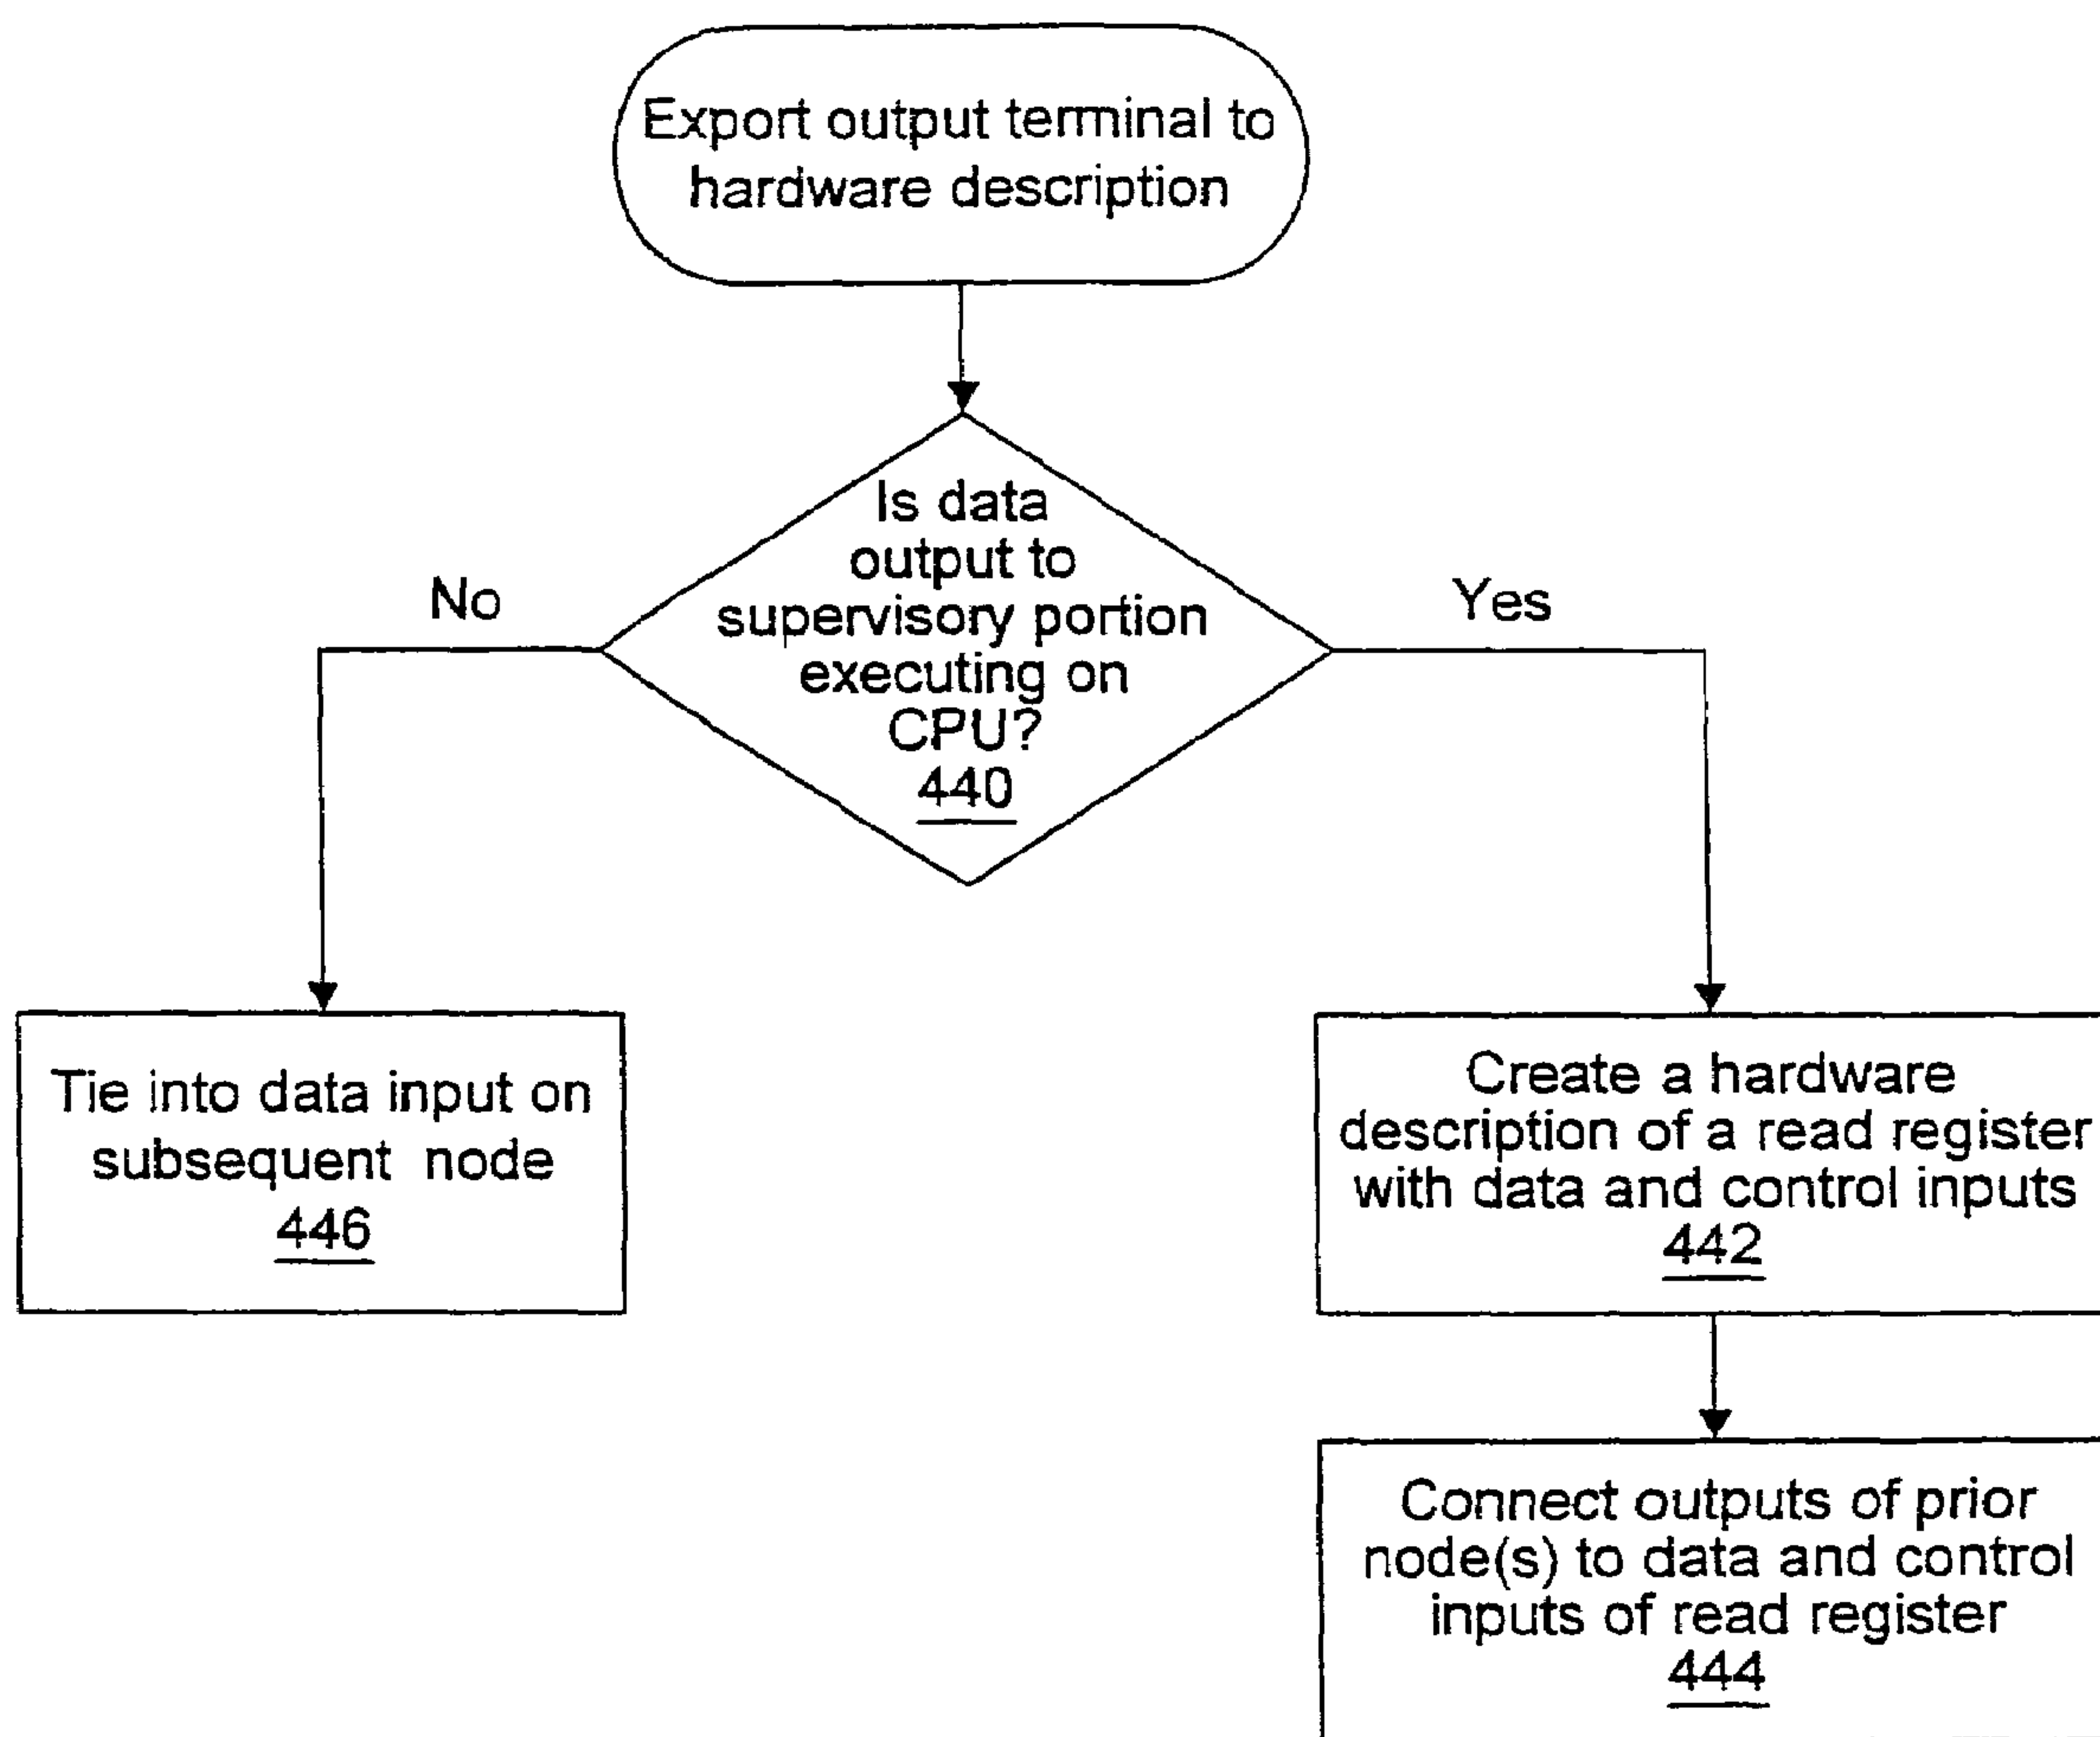 Export output terminal to
hardware description
Is data
output to
supervisory portion
executing on
CPU?
440
No
Yes
Tie into data input on
subsequent node
446
Create a hardware
description of a read register
with data and control inputs
442
Connect outputs of prior
node(s) to data and control
inputs of read register
444